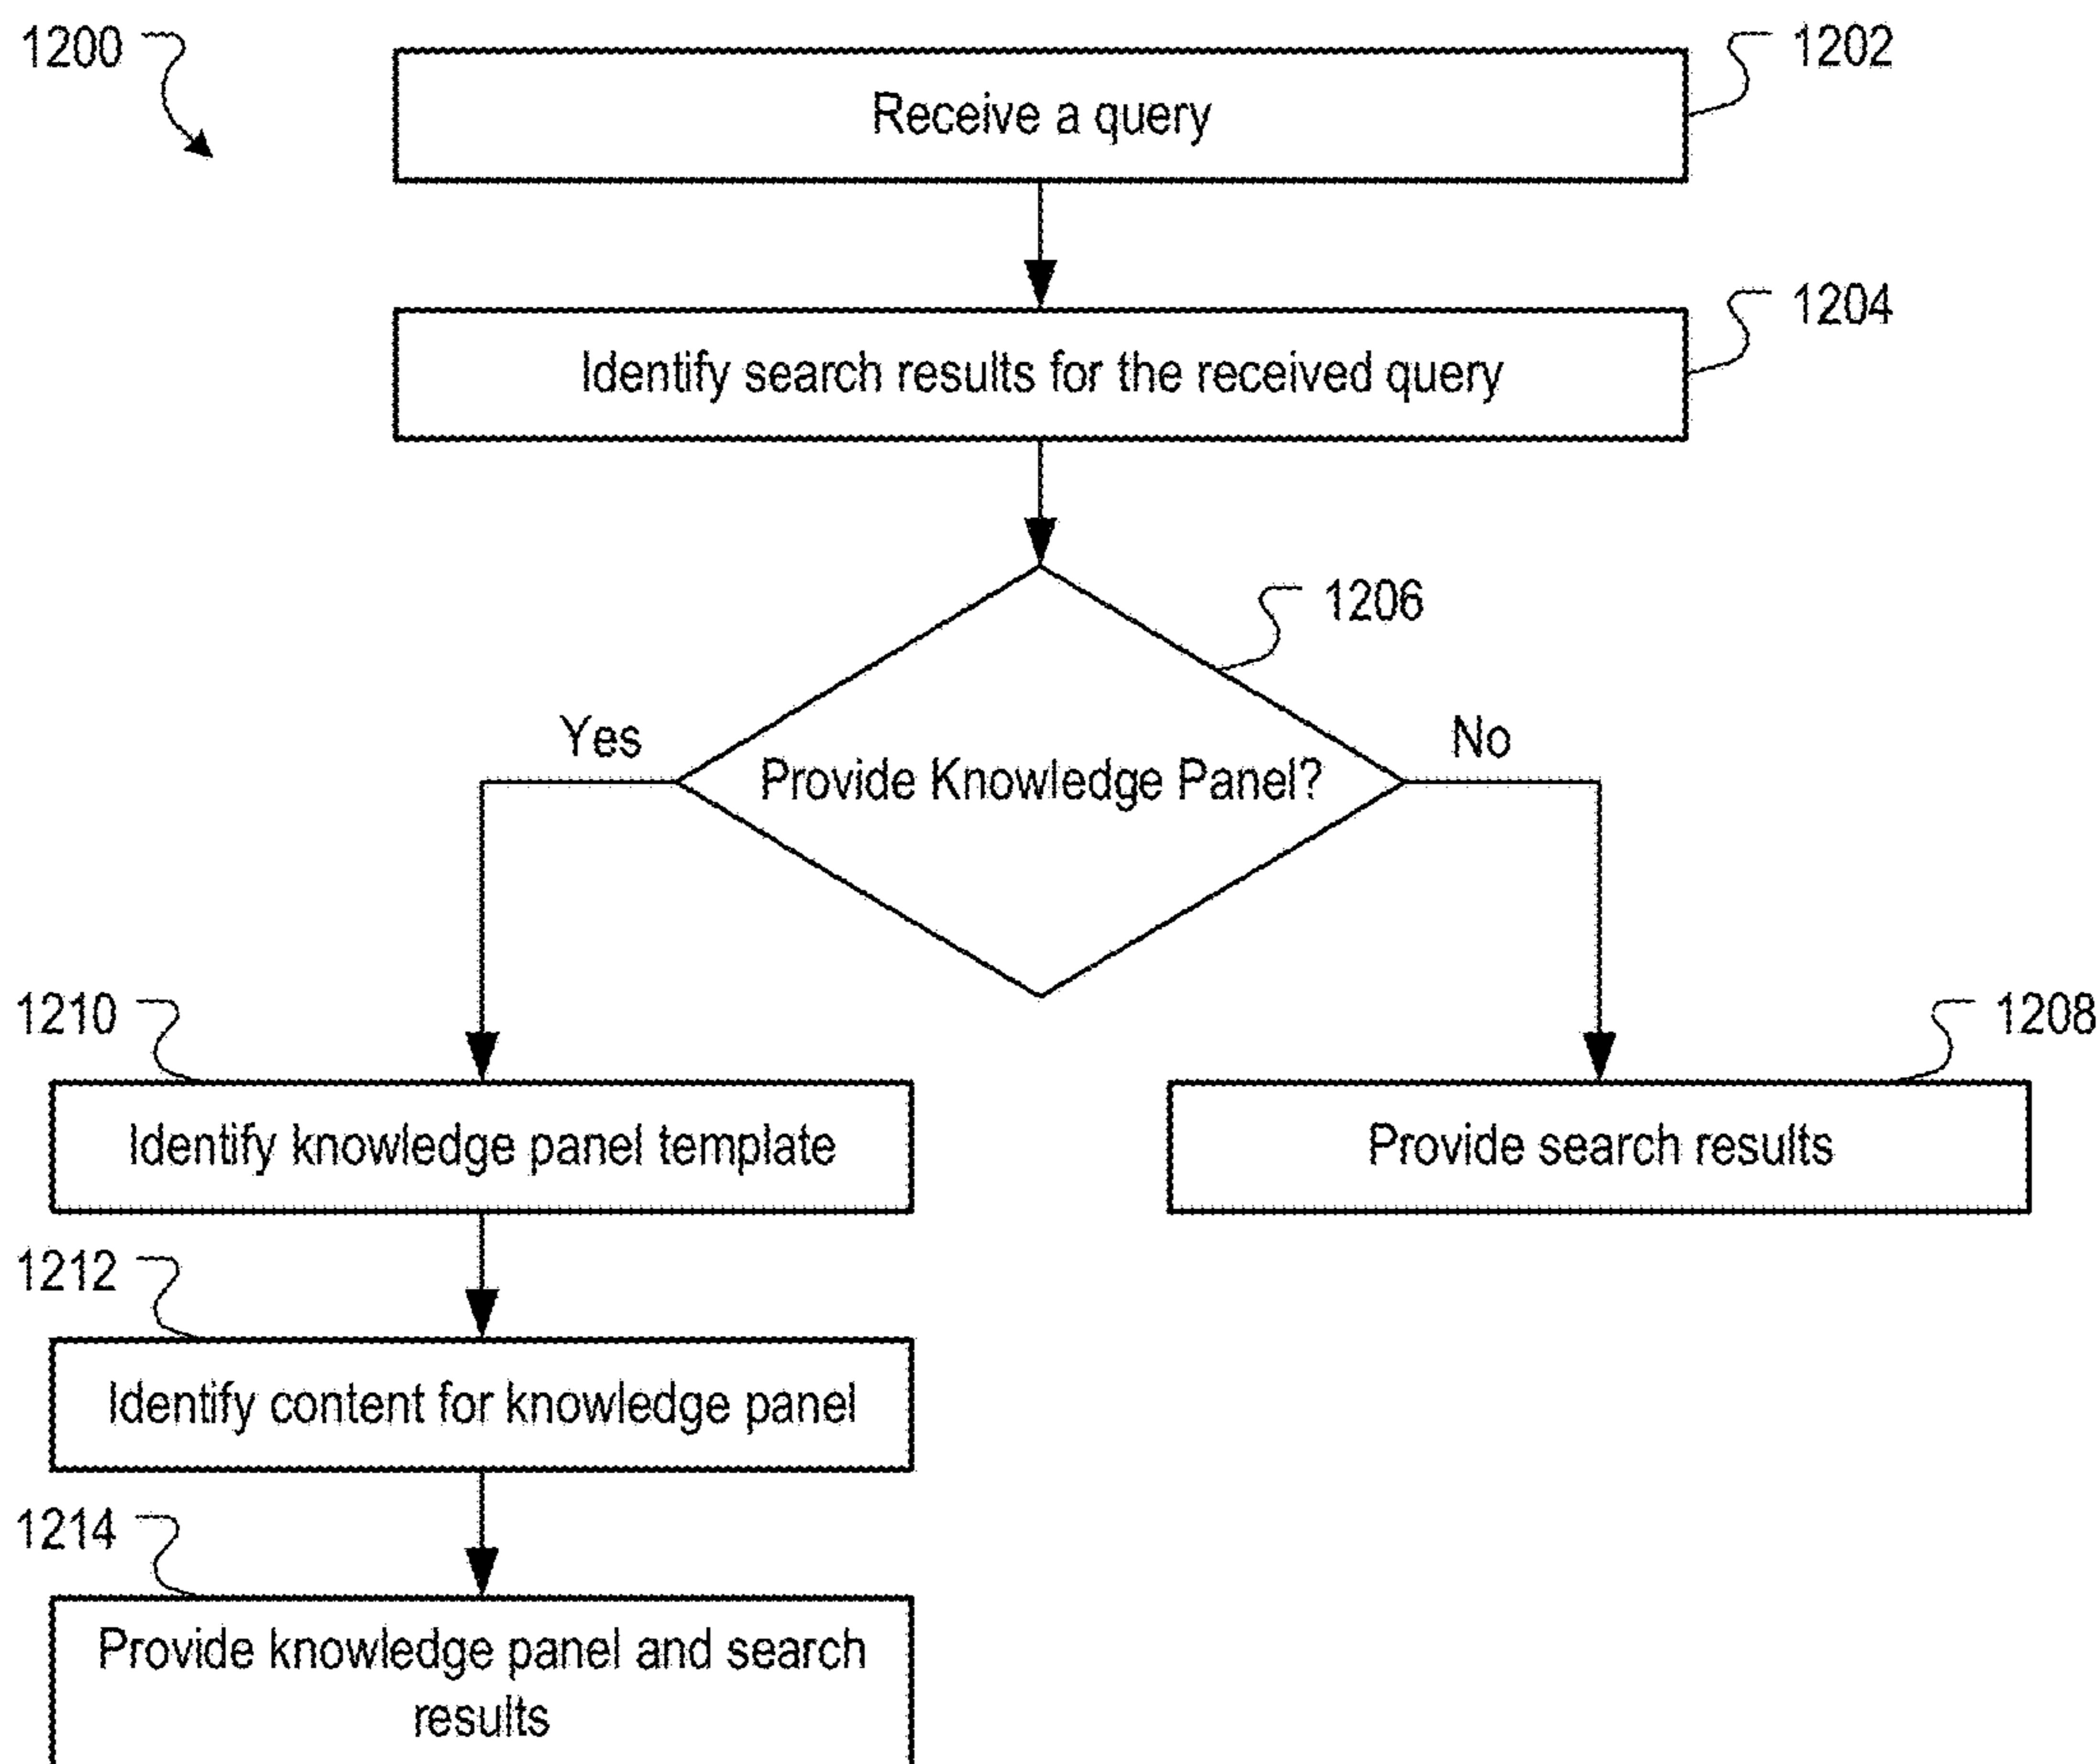 1200
1202
Receive a query
1204
Identify search results for the received query
1206
Yes
No
Provide Knowledge Panel?
1210
1208
Identify knowledge panel template
Provide search results
1212
Identify content for knowledge panel
1214
Provide knowledge panel and search
results